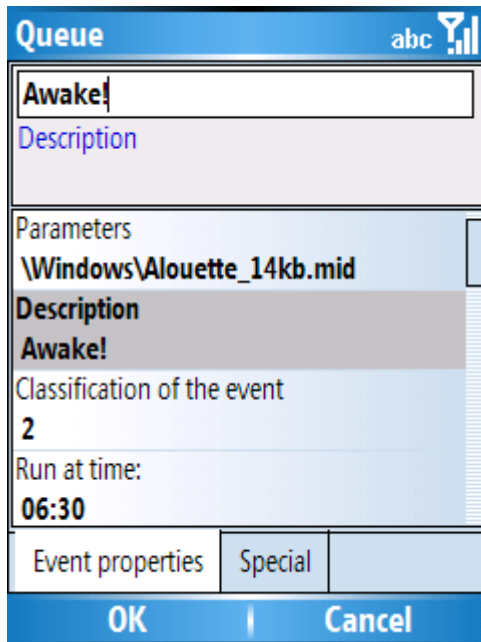 Queue abc
Awake!
Description
Parameters
\Windows\Alouette_14kb.mid
Description
Awake!
Classification of the event
2
Run at time:
06:30
Event properties Special
OK Cancel